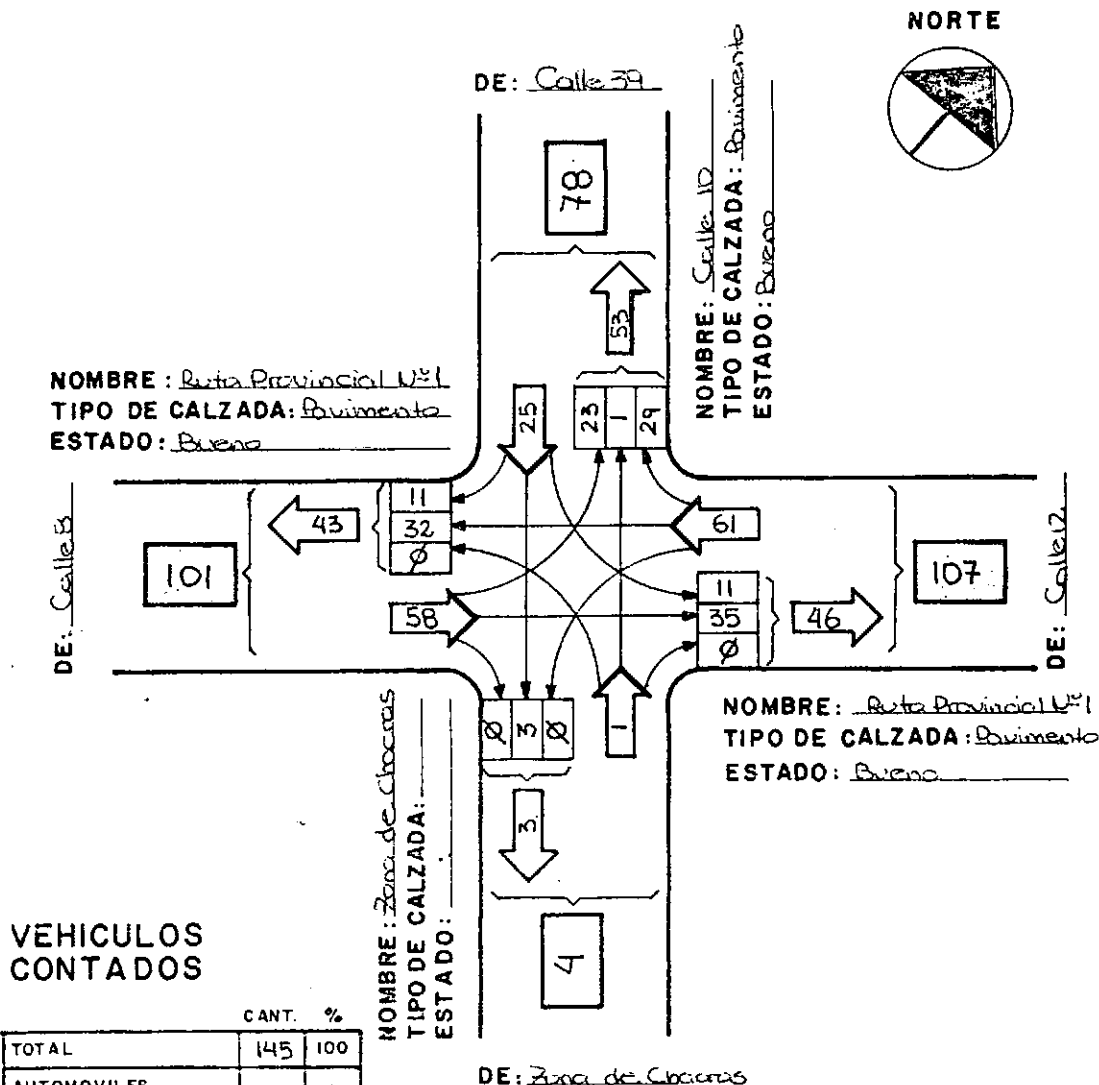 NORTE
DE: Calle 39
78
NOMBRE: Calle 10
TIPO DE CALZADA: Pavimento
ESTADO: Bueno
53
NOMBRE: Ruta Provincial Nº1
TIPO DE CALZADA: Pavimento
ESTADO: Bueno
25
23 1 29
DE: Calle 8
101
43
11
32
Ø
61
58
11
35
Ø
46
107
DE: Calle 12
Ø 3 Ø
1
NOMBRE: Ruta Provincial Nº1
TIPO DE CALZADA: Pavimento
ESTADO: Bueno
NOMBRE: Zona de Chacras
TIPO DE CALZADA:
ESTADO:
3
4
VEHICULOS
CONTADOS
CANT. %
TOTAL 145 100
AUTOMOVILES
DE: Zona de Chacras